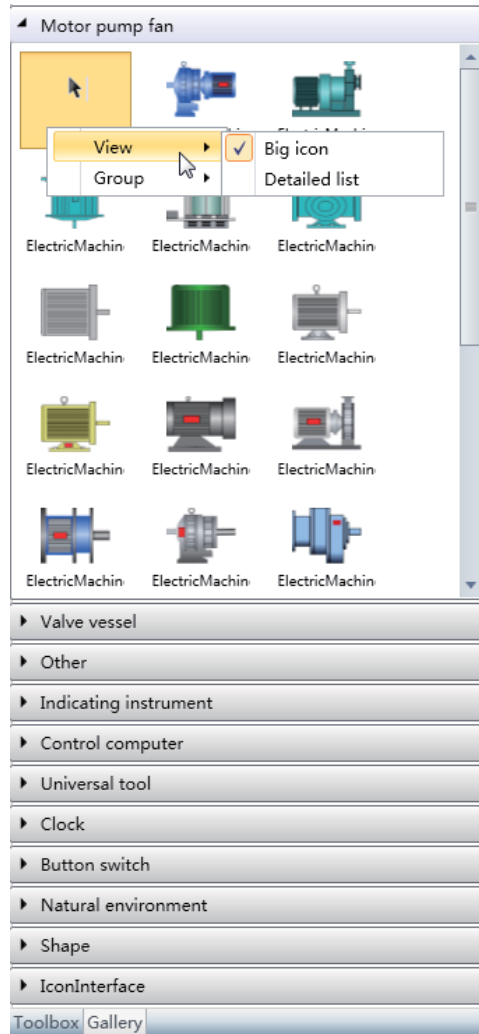 Motor pump fan
View
Big icon
Group
Detailed list
ElectricMachin ElectricMachin ElectricMachin
ElectricMachin ElectricMachin ElectricMachin
ElectricMachin ElectricMachin ElectricMachin
ElectricMachin ElectricMachin ElectricMachin
Valve vessel
Other
Indicating instrument
Control computer
Universal tool
Clock
Button switch
Natural environment
Shape
IconInterface
Toolbox Gallery